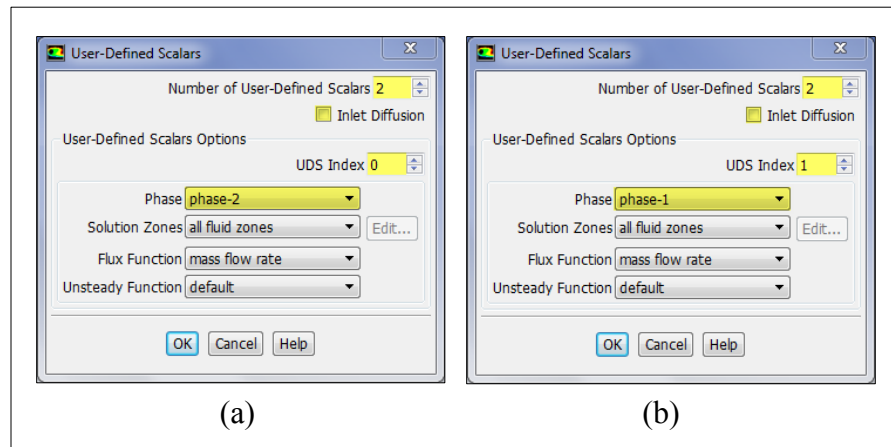 User-Defined Scalars
Number of User-Defined Scalars 2
Inlet Diffusion
User-Defined Scalars Options
UDS Index 0
Phase phase-2
Solution Zones all fluid zones Edit...
Flux Function mass flow rate
Unsteady Function default
OK Cancel Help
(a)
User-Defined Scalars
Number of User-Defined Scalars 2
Inlet Diffusion
User-Defined Scalars Options
UDS Index 1
Phase phase-1
Solution Zones all fluid zones Edit...
Flux Function mass flow rate
Unsteady Function default
OK Cancel Help
(b)